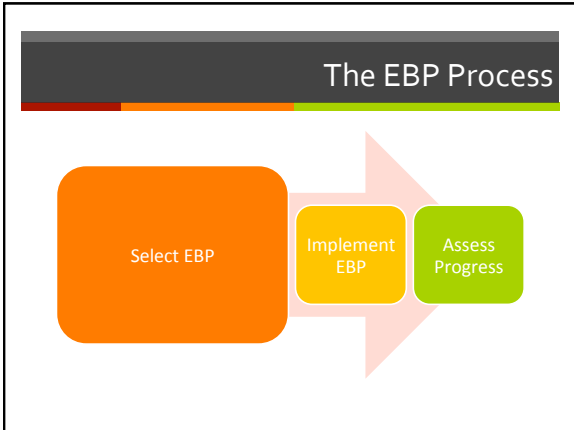 The EBP Process
Select EBP
Implement
EBP
Assess
Progress